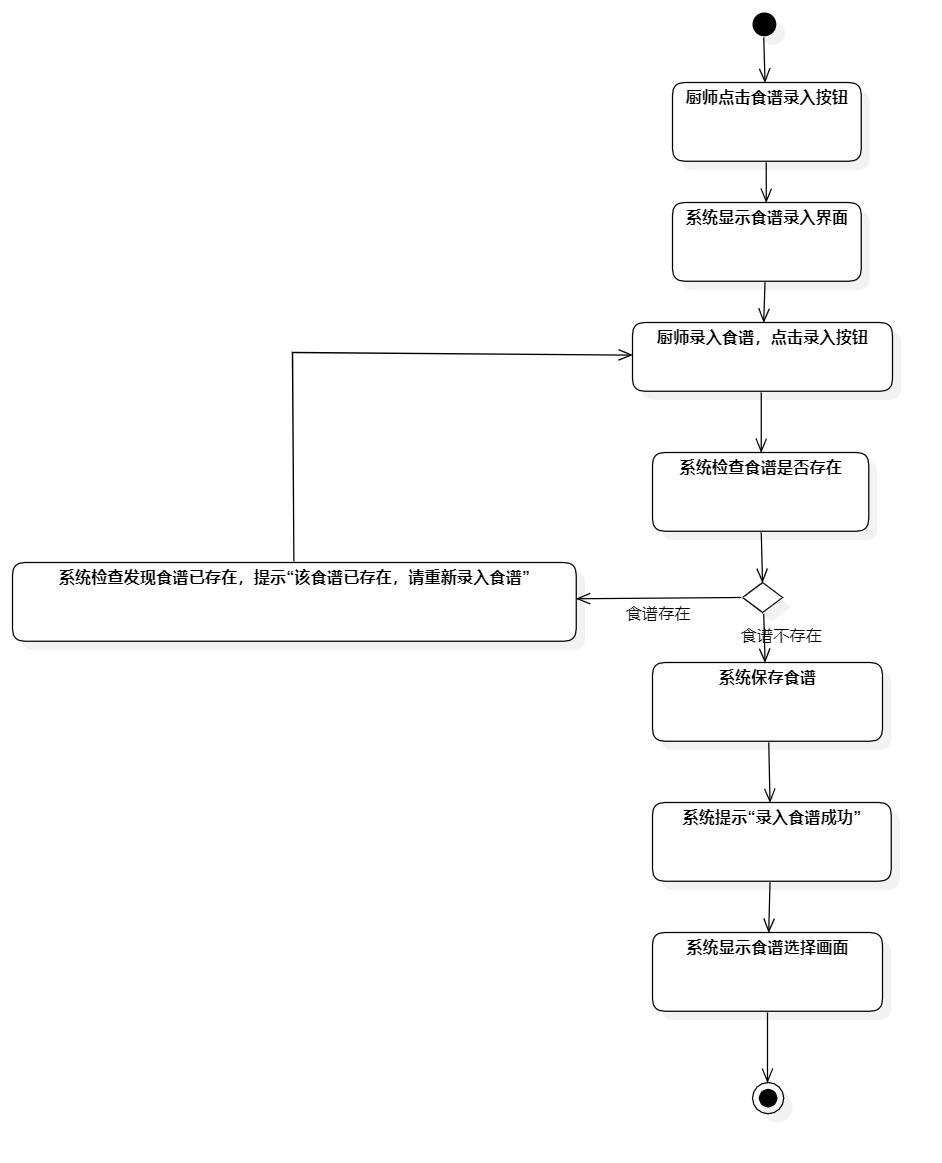 厨师点击食谱录入按钮
系统显示食谱录入界面
厨师录入食谱，点击录入按钮
系统检查食谱是否存在
系统检查发现食谱已存在，提示“该食谱已存在，请重新录入食谱”
食谱存在
食谱不存在
系统保存食谱
系统提示“录入食谱成功”
系统显示食谱选择画面